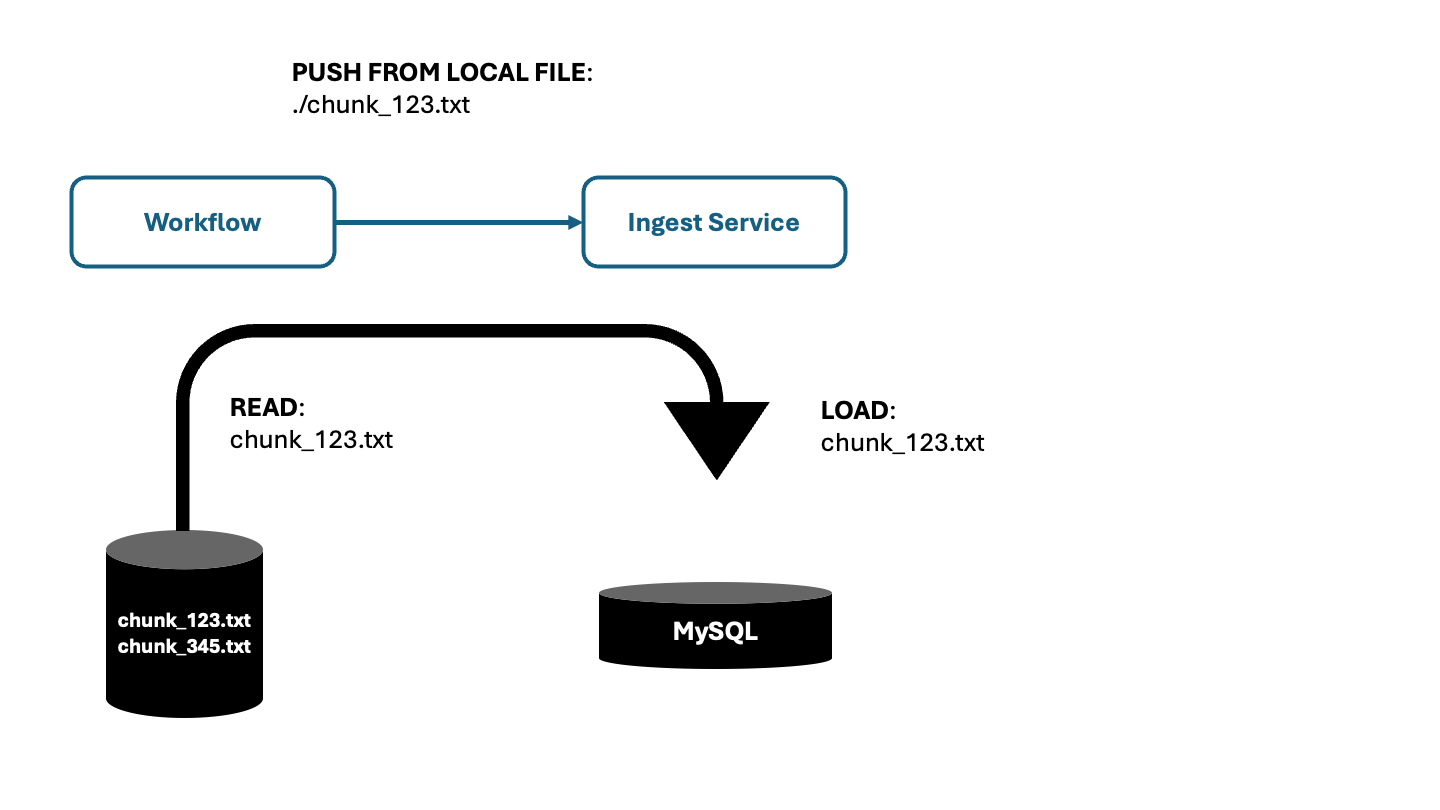 PUSH FROM LOCAL FILE:
./chunk_123.txt
Workflow
Ingest Service
READ:
chunk_123.txt
LOAD:
chunk_123.txt
chunk_123.txt
chunk_345.txt
MySQL